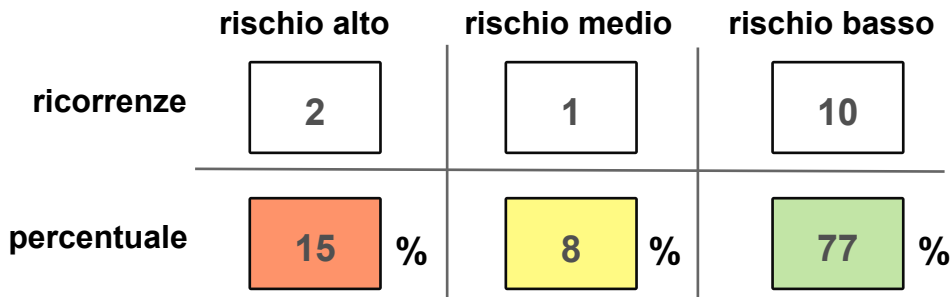 rischio alto rischio medio rischio basso
ricorrenze 2 1 10
percentuale 15 % 8 % 77 %